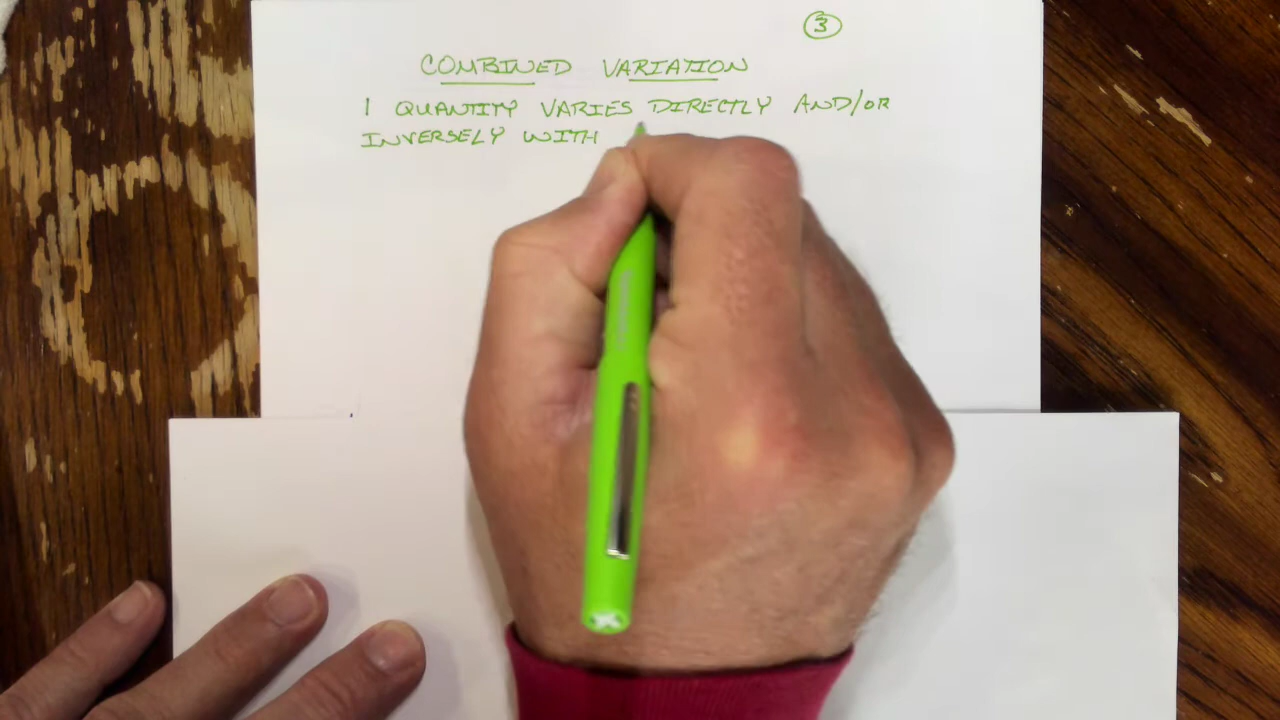 ③
COMBINED VARIATION
1 QUANTITY VARIES DIRECTLY AND/OR
INVERSELY WITH